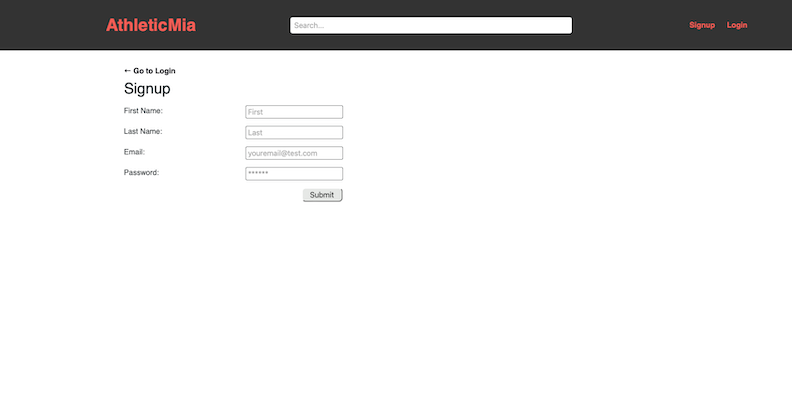 AthleticMia
Search...
Signup Login
← Go to Login
Signup
First Name: First
Last Name: Last
Email: youremail@test.com
Password: ******
Submit